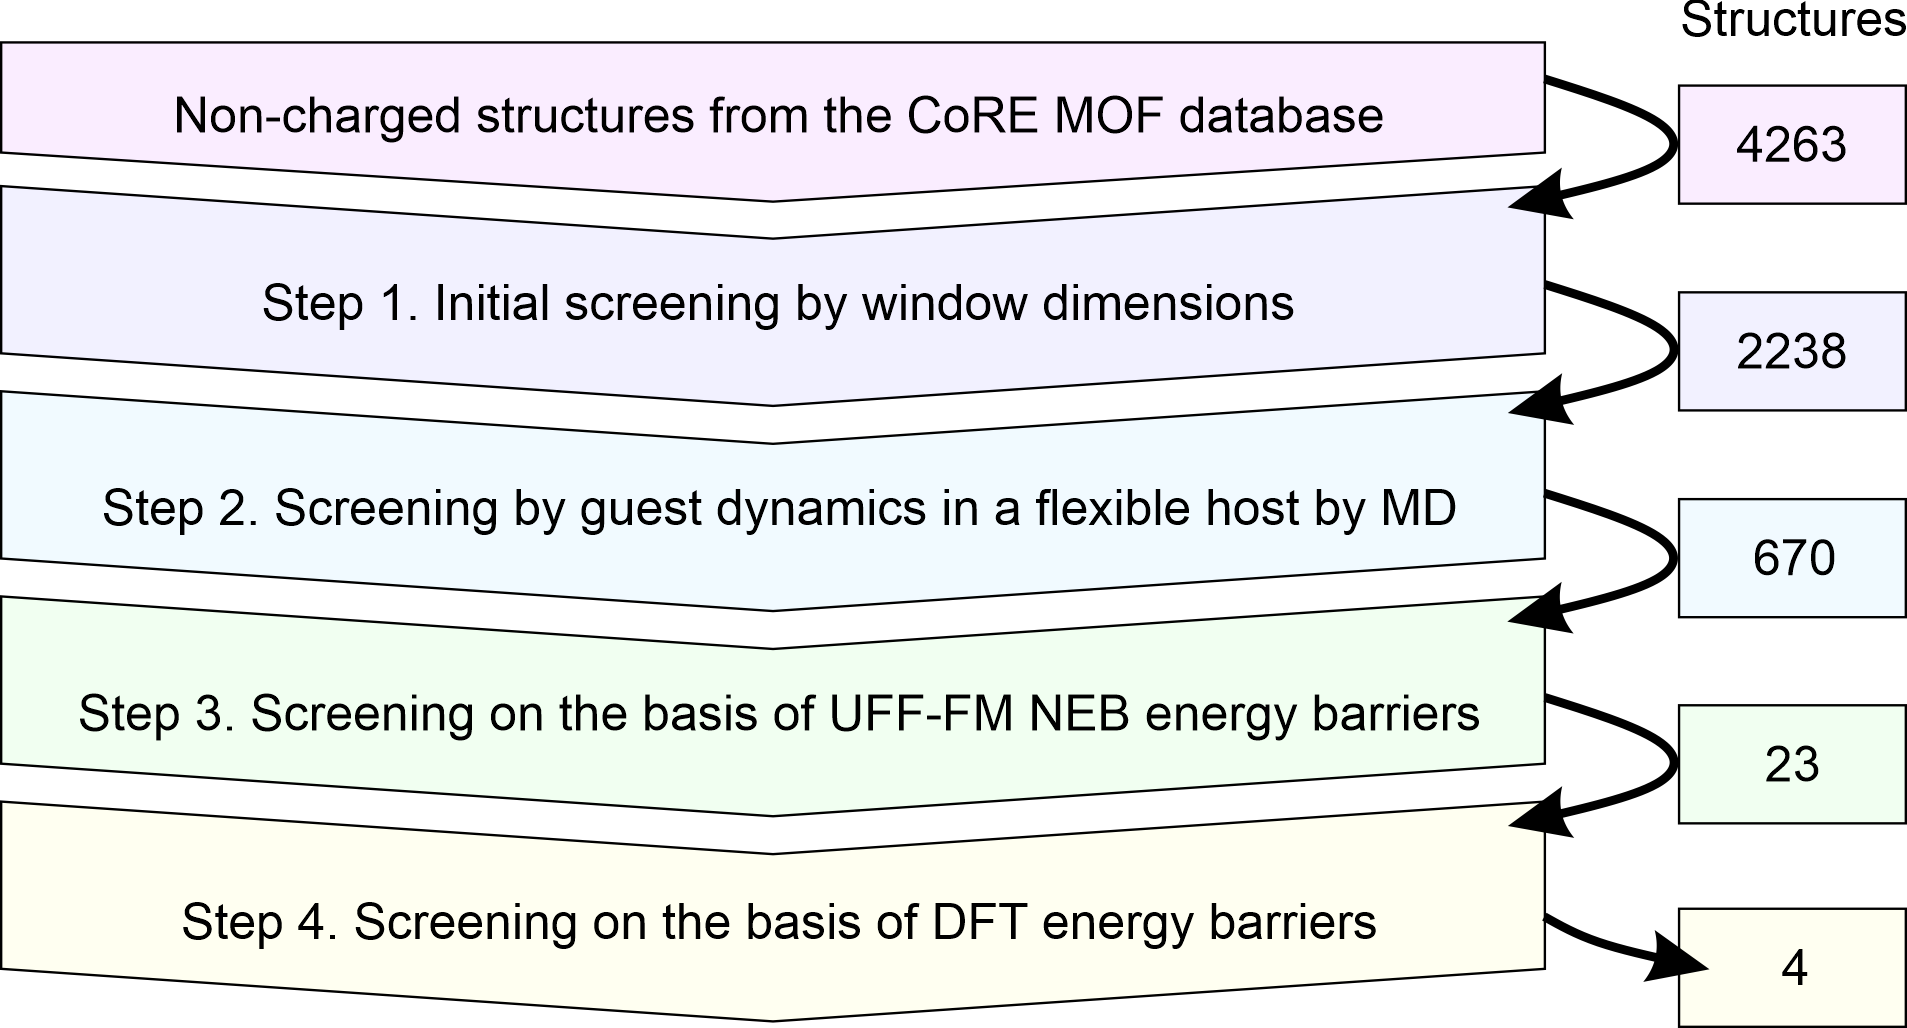 Structures
Non-charged structures from the CoRE MOF database
4263
Step 1. Initial screening by window dimensions
2238
Step 2. Screening by guest dynamics in a flexible host by MD
670
Step 3. Screening on the basis of UFF-FM NEB energy barriers
23
Step 4. Screening on the basis of DFT energy barriers
4